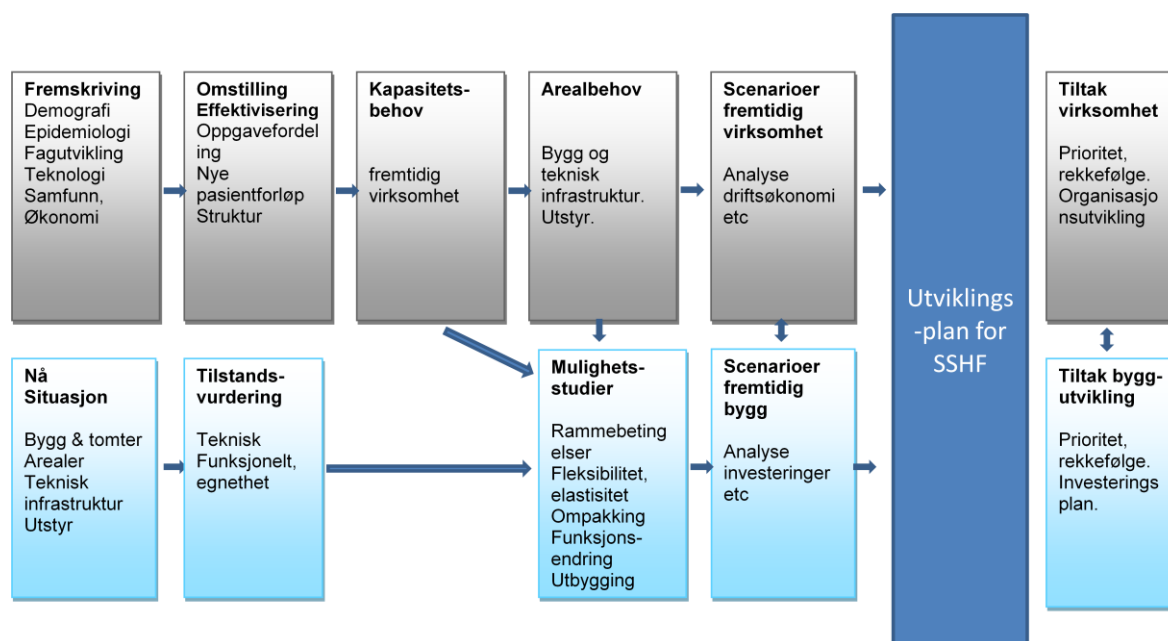 Fremskriving
Demografi
Epidemiologi
Fagutvikling
Teknologi
Samfunn,
Økonomi
Omstilling
Effektivisering
Oppgavefordel
ing
Nye
pasientforløp
Struktur
Kapasitets-
behov
fremtidig
virksomhet
Arealbehov
Bygg og
teknisk
infrastruktur.
Utstyr.
Scenarioer
fremtidig
virksomhet
Analyse
driftsøkonomi
etc
Utviklings
-plan for
SSHF
Tiltak
virksomhet
Prioritet,
rekkefølge.
Organisasjo
nsutvikling
Nå
Situasjon
Bygg & tomter
Arealer
Teknisk
infrastruktur
Utstyr
Tilstands-
vurdering
Teknisk
Funksjonelt,
egnethet
Mulighets-
studier
Rammebeting
elser
Fleksibilitet,
elastisitet
Ompakking
Funksjons-
endring
Utbygging
Scenarioer
fremtidig
bygg
Analyse
investeringer
etc
Tiltak bygg-
utvikling
Prioritet,
rekkefølge.
Investerings
plan.